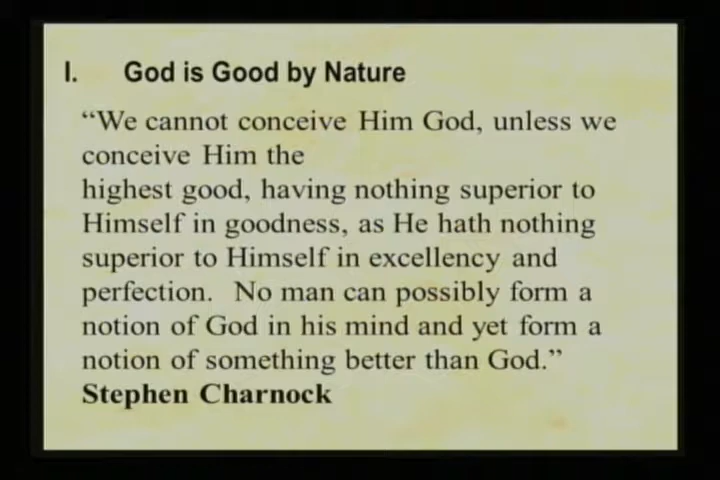 I. God is Good by Nature
“We cannot conceive Him God, unless we
conceive Him the
highest good, having nothing superior to
Himself in goodness, as He hath nothing
superior to Himself in excellency and
perfection.  No man can possibly form a
notion of God in his mind and yet form a
notion of something better than God.”
Stephen Charnock